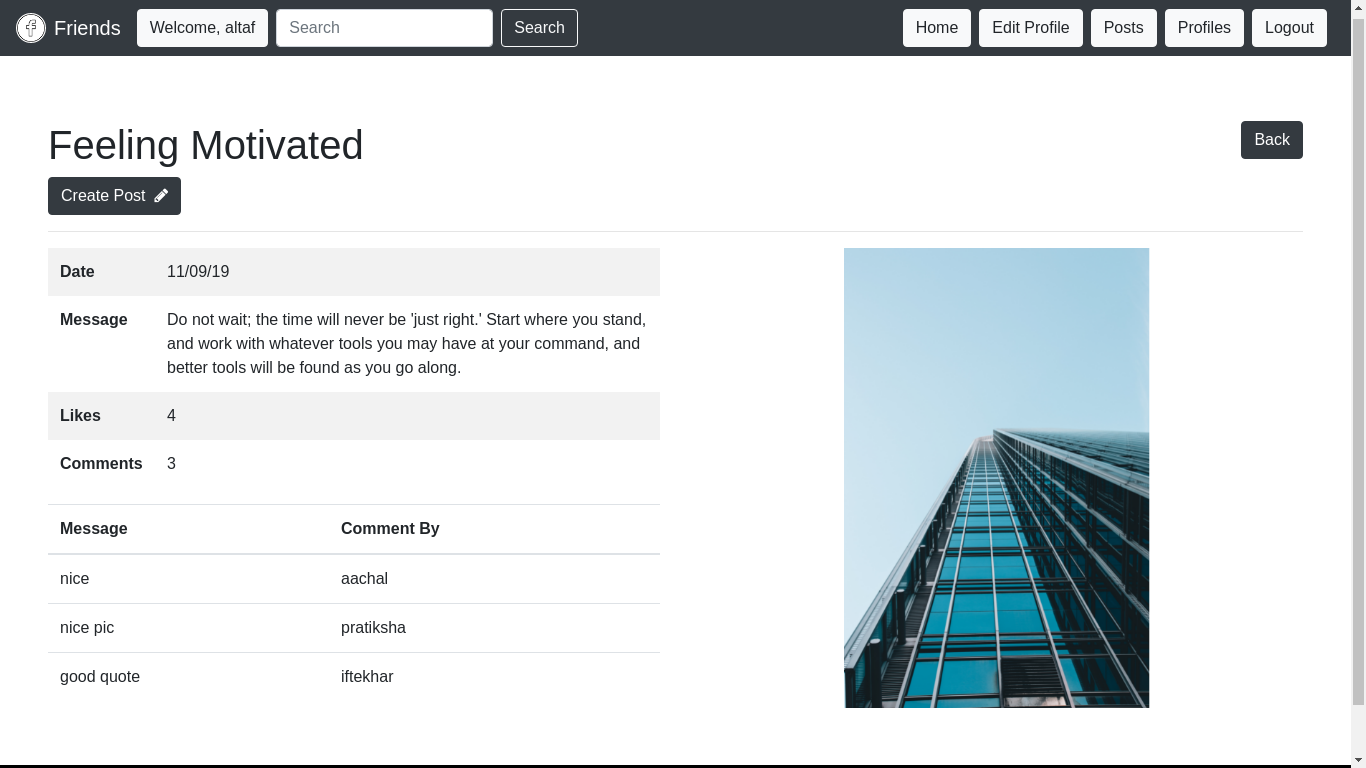 Friends
Welcome, altaf
Search
Search
Home
Edit Profile
Posts
Profiles
Logout
Feeling Motivated
Back
Create Post
Date 11/09/19
Message Do not wait; the time will never be 'just right.' Start where you stand,
and work with whatever tools you may have at your command, and
better tools will be found as you go along.
Likes 4
Comments 3
Message Comment By
nice aachal
nice pic pratiksha
good quote iftekhar